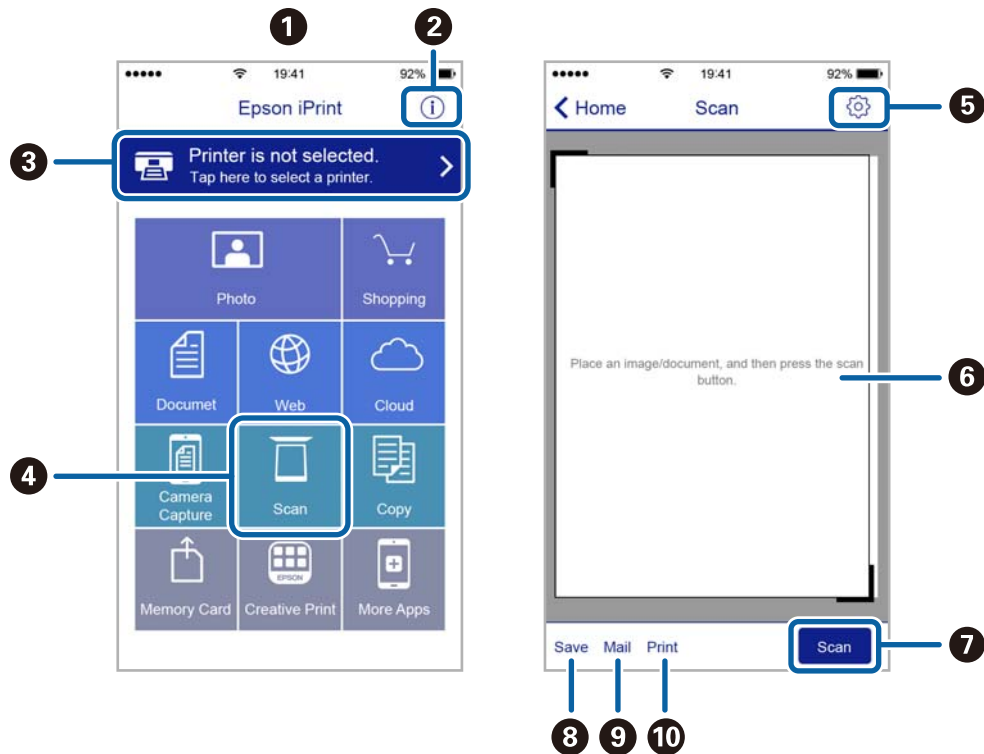 1
2
19:41
92%
Epson iPrint
3
Printer is not selected.
Tap here to select a printer.
Photo
Shopping
Documet
Web
Cloud
4
Camera
Capture
Scan
Copy
EPSON
Memory Card
Creative Print
More Apps
19:41
92%
Home
Scan
5
Place an image/document, and then press the scan
button.
6
Save
Mail
Print
Scan
7
8
9
10